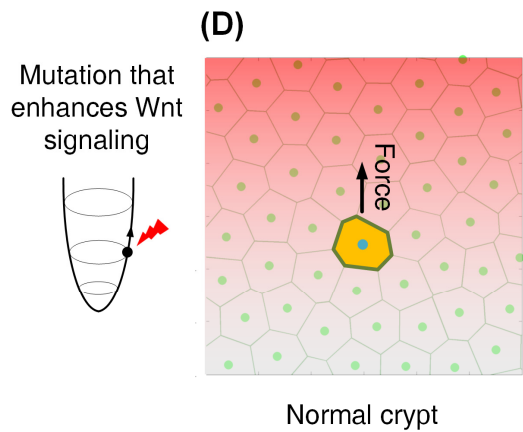 (D)
Mutation that
enhances Wnt
signaling
Force
Normal crypt